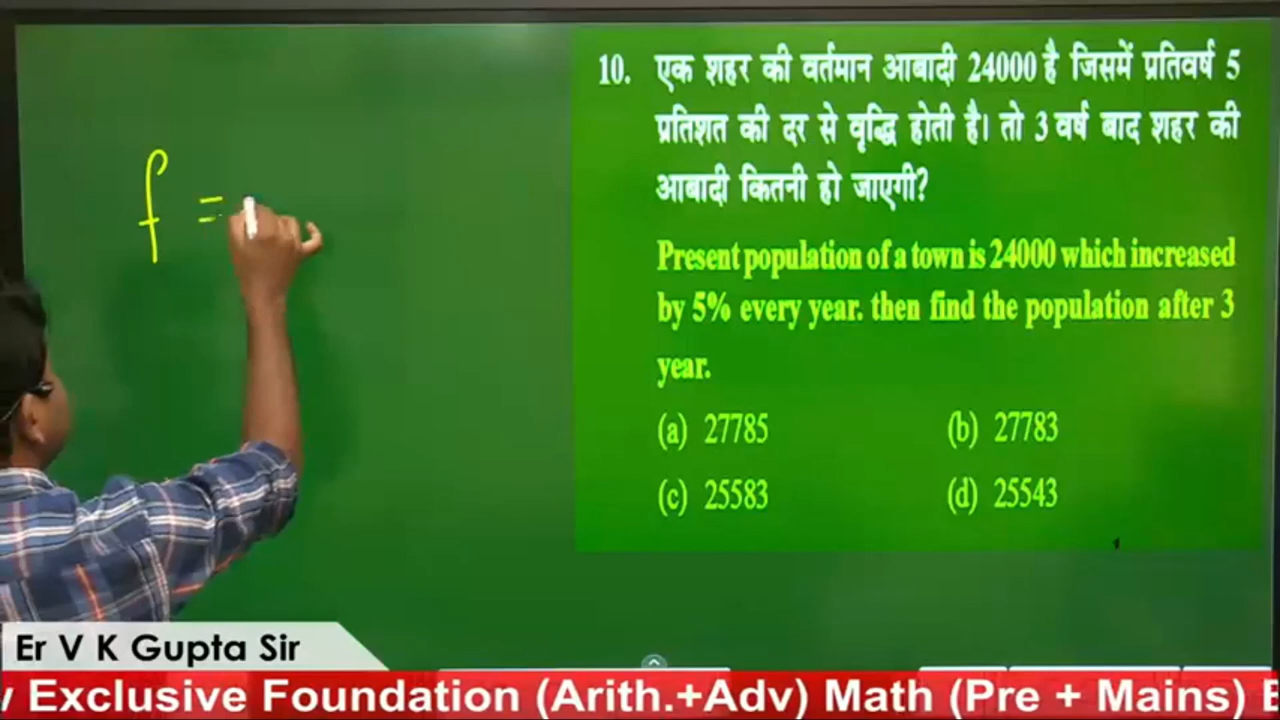 f =
10. एक शहर की वर्तमान आबादी 24000 है जिसमें प्रतिवर्ष 5
प्रतिशत की दर से वृद्धि होती है। तो 3 वर्ष बाद शहर की
आबादी कितनी हो जाएगी?
Present population of a town is 24000 which increased
by 5% every year. then find the population after 3
year.
(a) 27785 (b) 27783
(c) 25583 (d) 25543
Er V K Gupta Sir
Exclusive Foundation (Arith.+Adv) Math (Pre + Mains)